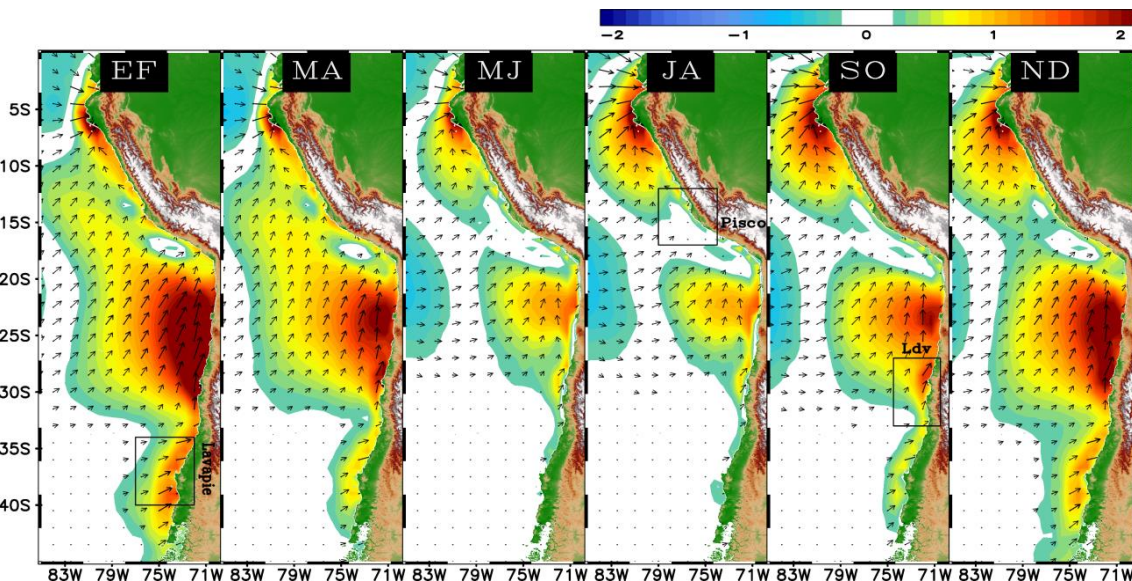 −2 −1 0 1 2
EF MA MJ JA SO ND
5S
10S
15S
20S
25S
30S
35S
40S
Pisco
Ldv
Lavapie
83W 79W 75W 71W 83W 79W 75W 71W 83W 79W 75W 71W 83W 79W 75W 71W 83W 79W 75W 71W 83W 79W 75W 71W